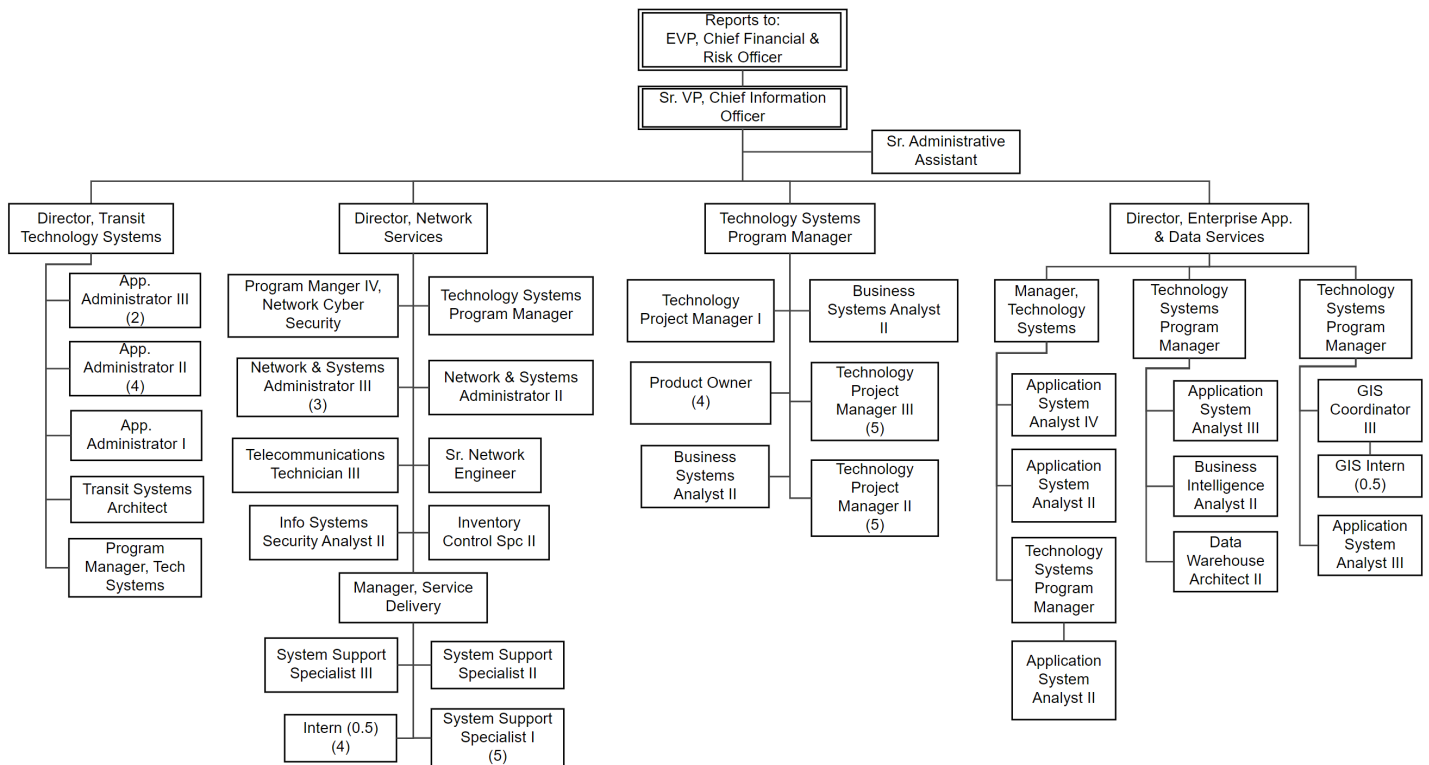 Reports to:
EVP, Chief Financial &
Risk Officer
Sr. VP, Chief Information
Officer
Sr. Administrative
Assistant
Director, Transit
Technology Systems
App.
Administrator III
(2)
App.
Administrator II
(4)
App.
Administrator I
Transit Systems
Architect
Program
Manager, Tech
Systems
Director, Network
Services
Program Manger IV,
Network Cyber
Security
Technology Systems
Program Manager
Network & Systems
Administrator III
(3)
Network & Systems
Administrator II
Telecommunications
Technician III
Sr. Network
Engineer
Info Systems
Security Analyst II
Inventory
Control Spc II
Manager, Service
Delivery
System Support
Specialist III
System Support
Specialist II
Intern (0.5)
(4)
System Support
Specialist I
(5)
Technology Systems
Program Manager
Technology
Project Manager I
Business
Systems Analyst
II
Product Owner
(4)
Technology
Project
Manager III
(5)
Business
Systems
Analyst II
Technology
Project
Manager II
(5)
Director, Enterprise App.
& Data Services
Manager,
Technology
Systems
Application
System
Analyst IV
Application
System
Analyst II
Technology
Systems
Program
Manager
Application
System
Analyst II
Technology
Systems
Program
Manager
Application
System
Analyst III
Business
Intelligence
Analyst II
Data
Warehouse
Architect II
Technology
Systems
Program
Manager
GIS
Coordinator
III
GIS Intern
(0.5)
Application
System
Analyst III